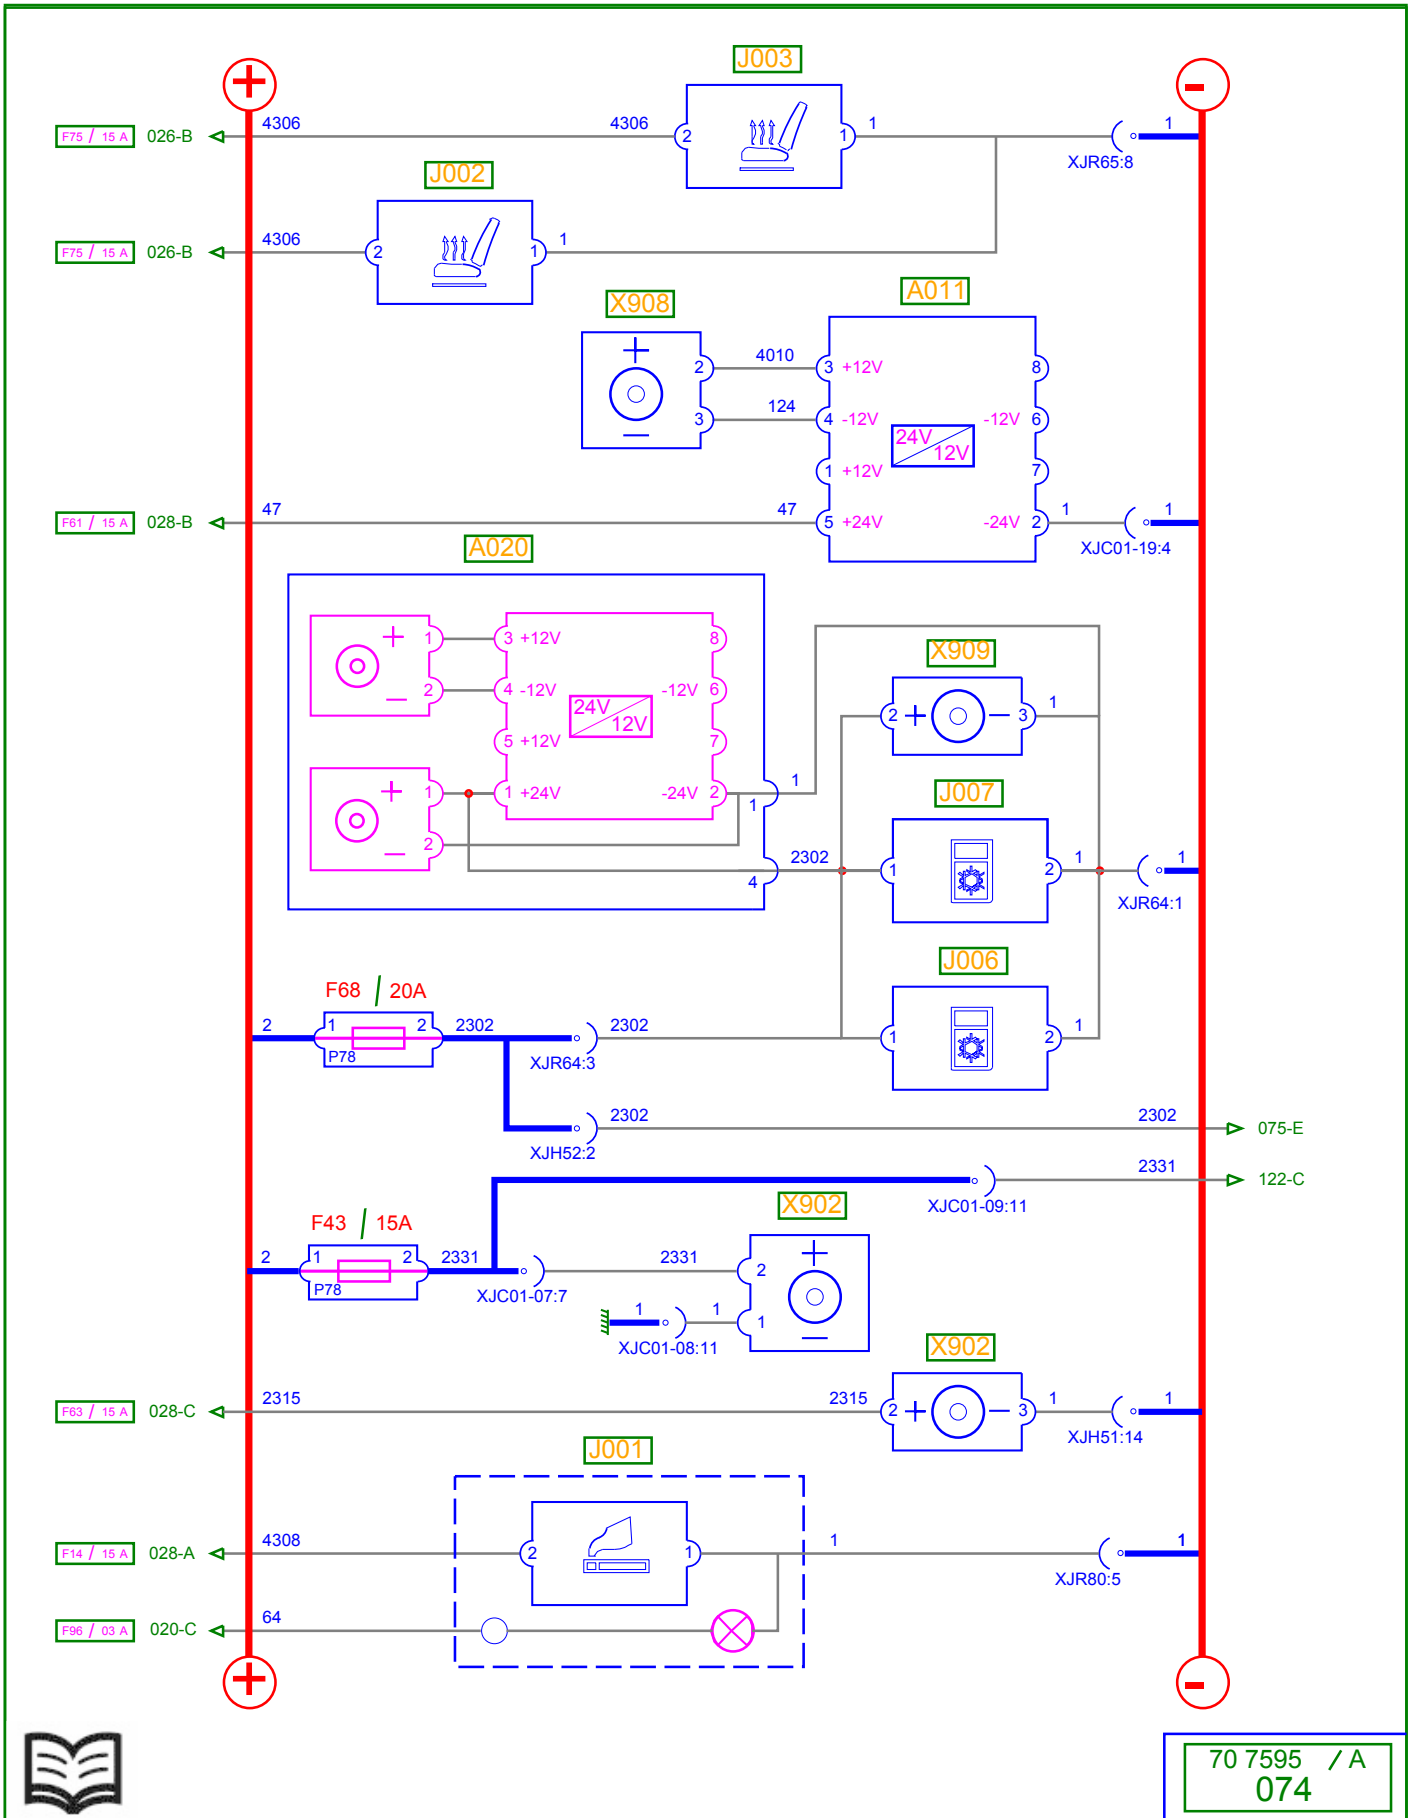 J003
F75 / 15 A 026-B 4306 4306 2 1 1 1
XJR65:8
J002
F75 / 15 A 026-B 4306 2 1 1
X908 A011
+ 2 4010 3 +12V 8
3 124 4 -12V -12V 6
24V
12V
1 +12V 7
F61 / 15 A 028-B 47 47 5 +24V -24V 2 1 1
XJC01-19:4
A020
+ 1 3 +12V 8
X909
2 4 -12V -12V 6
24V
12V
2 + 3 1
5 +12V 7
+ 1 1 +24V -24V 2 1 1
J007
2
4 2302 1 2 1 1
XJR64:1
J006
F68 / 20A
2 1 2 2302 2302 1 2 1
P78
XJR64:3
2302 2302 075-E
XJH52:2
2331 122-C
XJC01-09:11
X902
F43 / 15A
2 1 2 2331 2331 2 +
P78
XJC01-07:7
1 1 1
XJC01-08:11
X902
F63 / 15 A 028-C 2315 2315 2 + 3 1 1
XJH51:14
J001
F14 / 15 A 028-A 4308 2 1 1 1
XJR80:5
F96 / 03 A 020-C 64
70 7595 / A
074